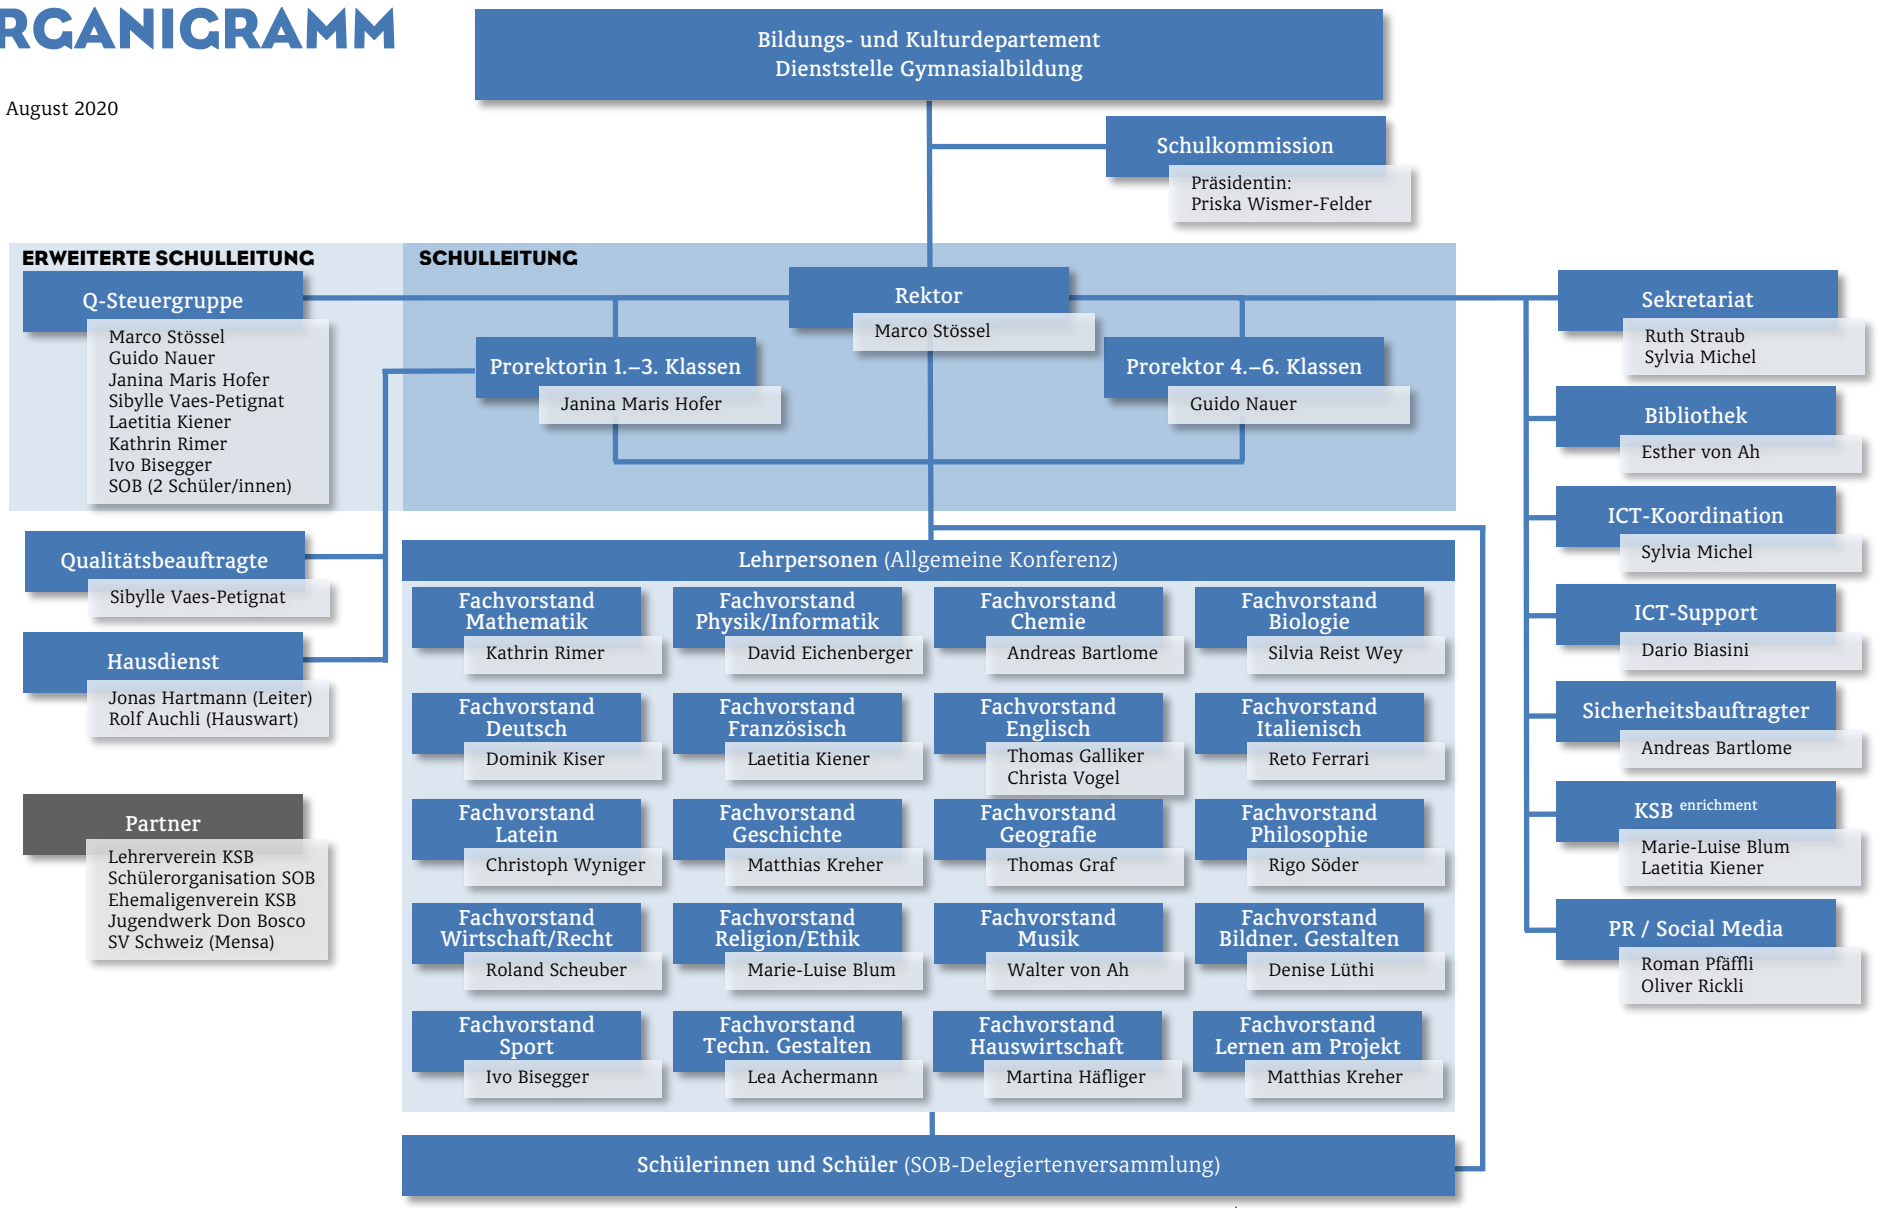 RGANIGRAMM
August 2020
Bildungs- und Kulturdepartement
Dienststelle Gymnasialbildung
Schulkommission
Präsidentin:
Priska Wismer-Felder
ERWEITERTE SCHULLEITUNG
SCHULLEITUNG
Q-Steuergruppe
Marco Stössel
Guido Nauer
Janina Maris Hofer
Sibylle Vaes-Petignat
Laetitia Kiener
Kathrin Rimer
Ivo Bisegger
SOB (2 Schüler/innen)
Rektor
Marco Stössel
Prorektorin 1.–3. Klassen
Janina Maris Hofer
Prorektor 4.–6. Klassen
Guido Nauer
Qualitätsbeauftragte
Sibylle Vaes-Petignat
Hausdienst
Jonas Hartmann (Leiter)
Rolf Auchli (Hauswart)
Partner
Lehrerverein KSB
Schülerorganisation SOB
Ehemaligenverein KSB
Jugendwerk Don Bosco
SV Schweiz (Mensa)
Lehrpersonen (Allgemeine Konferenz)
Fachvorstand
Mathematik
Kathrin Rimer
Fachvorstand
Physik/Informatik
David Eichenberger
Fachvorstand
Chemie
Andreas Bartlome
Fachvorstand
Biologie
Silvia Reist Wey
Fachvorstand
Deutsch
Dominik Kiser
Fachvorstand
Französisch
Laetitia Kiener
Fachvorstand
Englisch
Thomas Galliker
Christa Vogel
Fachvorstand
Italienisch
Reto Ferrari
Fachvorstand
Latein
Christoph Wyniger
Fachvorstand
Geschichte
Matthias Kreher
Fachvorstand
Geografie
Thomas Graf
Fachvorstand
Philosophie
Rigo Söder
Fachvorstand
Wirtschaft/Recht
Roland Scheuber
Fachvorstand
Religion/Ethik
Marie-Luise Blum
Fachvorstand
Musik
Walter von Ah
Fachvorstand
Bildner. Gestalten
Denise Lüthi
Fachvorstand
Sport
Ivo Bisegger
Fachvorstand
Techn. Gestalten
Lea Achermann
Fachvorstand
Hauswirtschaft
Martina Häfliger
Fachvorstand
Lernen am Projekt
Matthias Kreher
Schülerinnen und Schüler (SOB-Delegiertenversammlung)
Sekretariat
Ruth Straub
Sylvia Michel
Bibliothek
Esther von Ah
ICT-Koordination
Sylvia Michel
ICT-Support
Dario Biasini
Sicherheitsbauftragter
Andreas Bartlome
KSB enrichment
Marie-Luise Blum
Laetitia Kiener
PR / Social Media
Roman Pfäffli
Oliver Rickli